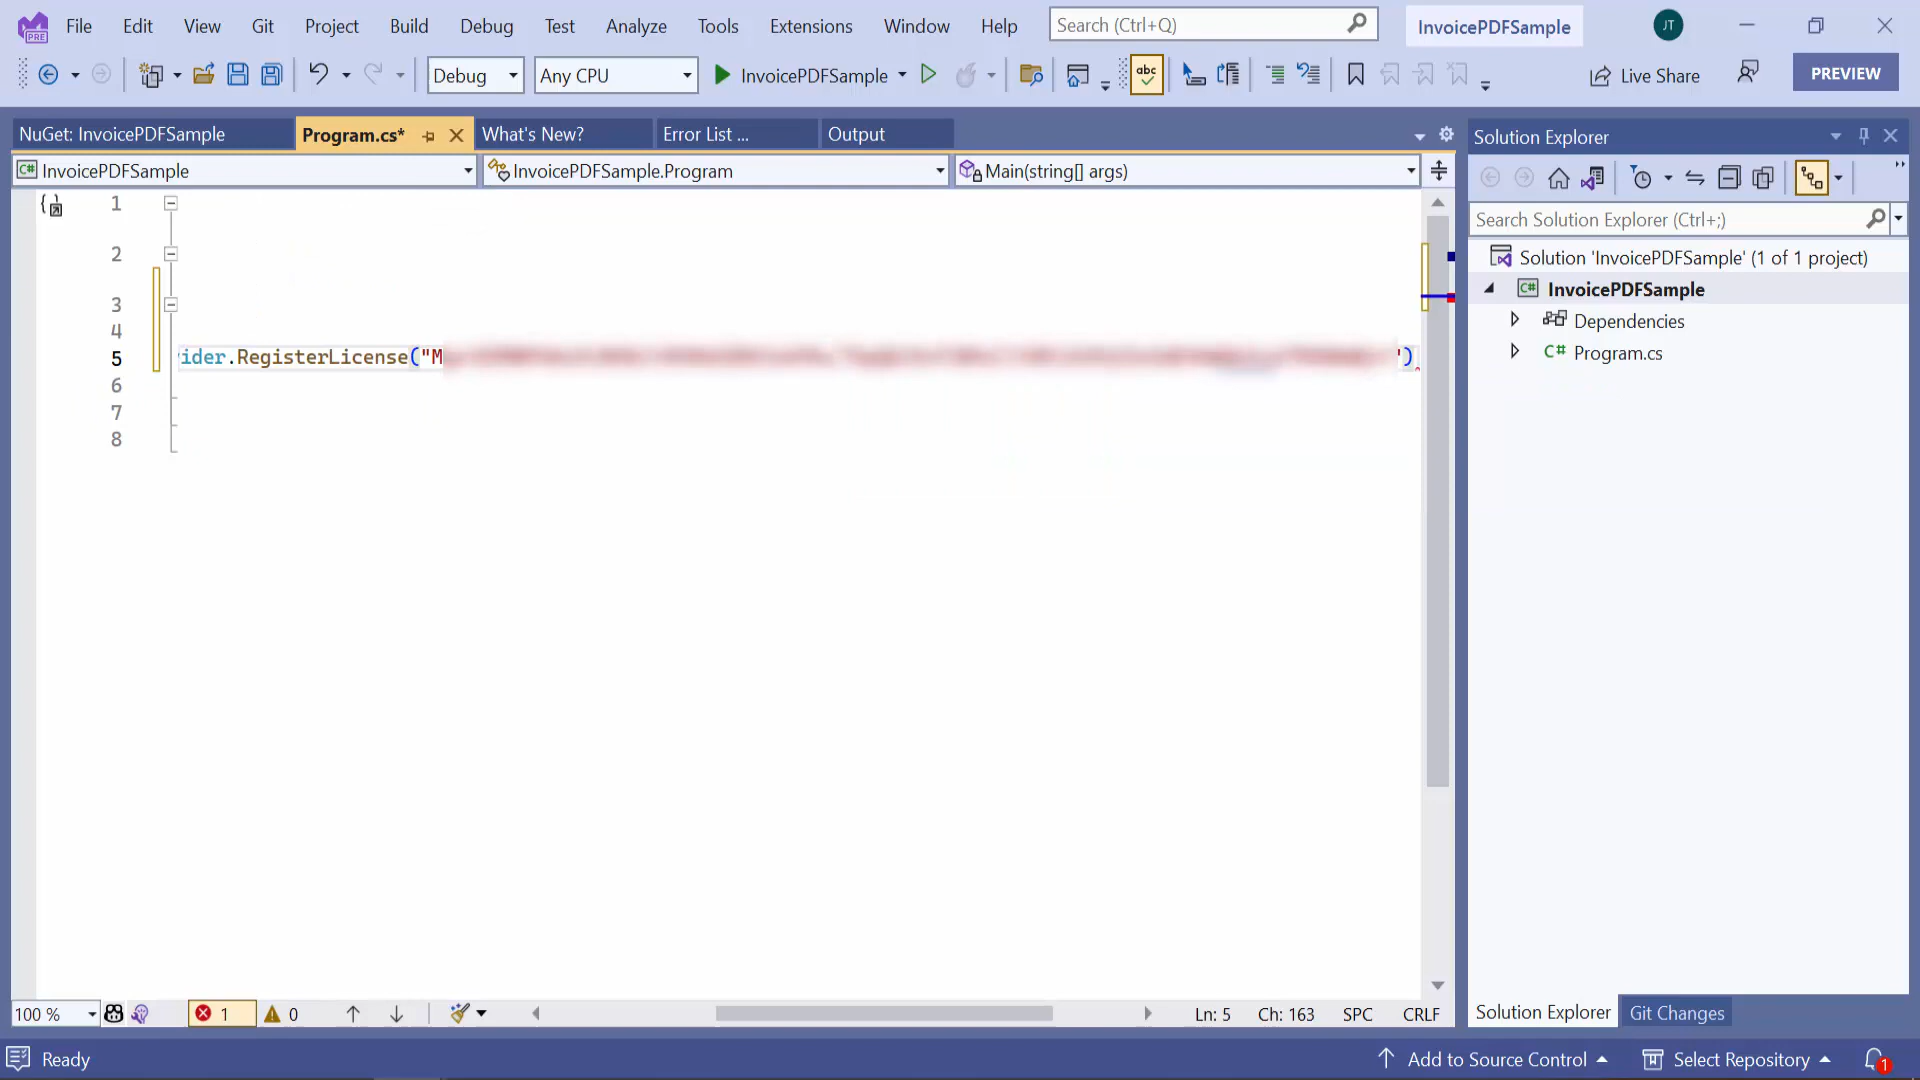 File Edit View Git Project Build Debug Test Analyze Tools Extensions Window Help Search (Ctrl+Q) InvoicePDFSample JT
PRE
Debug Any CPU InvoicePDFSample abc Live Share PREVIEW
NuGet: InvoicePDFSample Program.cs* What's New? Error List ... Output
Solution Explorer
C# InvoicePDFSample InvoicePDFSample.Program Main(string[] args)
Search Solution Explorer (Ctrl+;)
1
2
3
4
5 ider.RegisterLicense("M ")
6
7
8
Solution 'InvoicePDFSample' (1 of 1 project)
C# InvoicePDFSample
Dependencies
C# Program.cs
100 % 1 0 Ln: 5 Ch: 163 SPC CRLF
Solution Explorer Git Changes
Ready Add to Source Control Select Repository 1